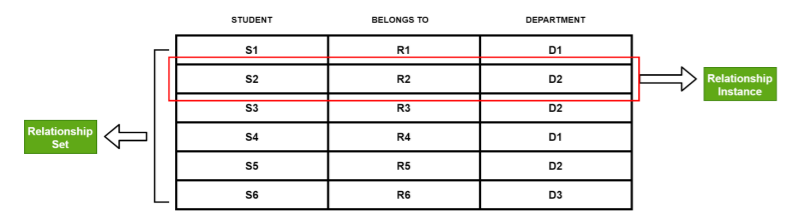 STUDENT BELONGS TO DEPARTMENT
S1 R1 D1
S2 R2 D2
Relationship
Instance
S3 R3 D2
Relationship
Set
S4 R4 D1
S5 R5 D2
S6 R6 D3